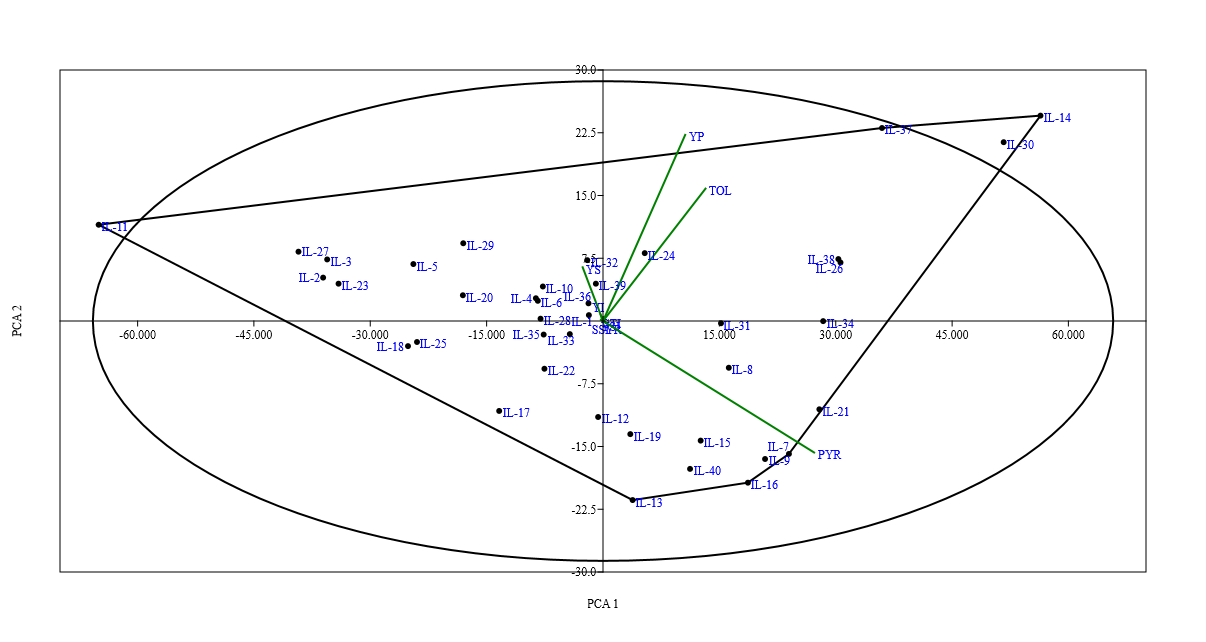 30.0
IL-14
YP
IL-37
22.5
IL-30
TOL
15.0
IL-11
IL-29
IL-27
IL-3
IL-5
IL-32
YS
IL-24
IL-38
IL-26
IL-2
IL-23
IL-10
IL-39
IL-20
IL-4
IL-6
IL-36
YI
IL-28
IL-1
IL-31
IL-34
-60.000
-45.000
-30.000
-15.000
15.000
30.000
45.000
60.000
IL-35
IL-33
IL-18
IL-25
IL-22
IL-8
-7.5
IL-17
IL-12
IL-21
IL-19
IL-15
IL-7
-15.0
PYR
IL-9
IL-40
IL-16
IL-13
-22.5
-30.0
PCA 1
PCA 2